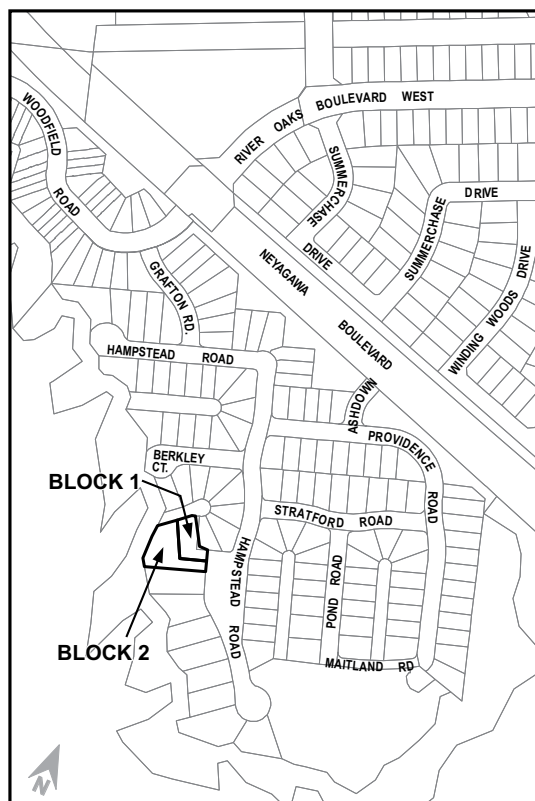 WOODFIELD
ROAD
RIVER OAKS BOULEVARD WEST
SUMMERCHASE
DRIVE
SUMMERCHASE
DRIVE
WINDING WOODS DRIVE
NEYAGAWA
BOULEVARD
GRAFTON RD.
HAMPSTEAD ROAD
ASHDOWN
PROVIDENCE
ROAD
BERKLEY
CT.
BLOCK 1
STRATFORD ROAD
HAMPSTEAD
ROAD
POND ROAD
BLOCK 2
MAITLAND RD
N